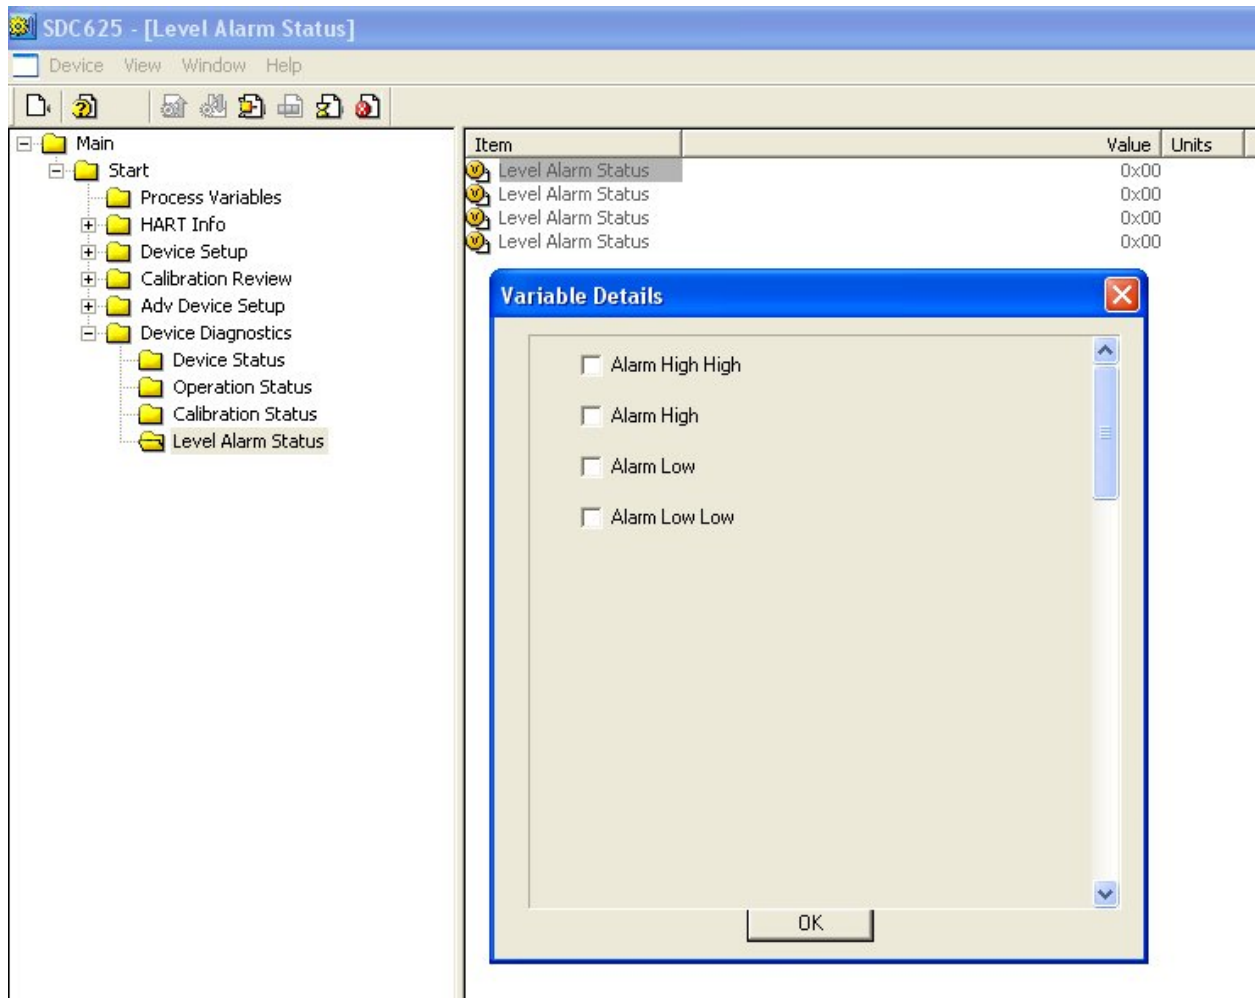 SDC625 - [Level Alarm Status]
Device View Window Help
Main
Start
Process Variables
HART Info
Device Setup
Calibration Review
Adv Device Setup
Device Diagnostics
Device Status
Operation Status
Calibration Status
Level Alarm Status
Item Value Units
Level Alarm Status 0x00
Level Alarm Status 0x00
Level Alarm Status 0x00
Level Alarm Status 0x00
Variable Details
Alarm High High
Alarm High
Alarm Low
Alarm Low Low
OK